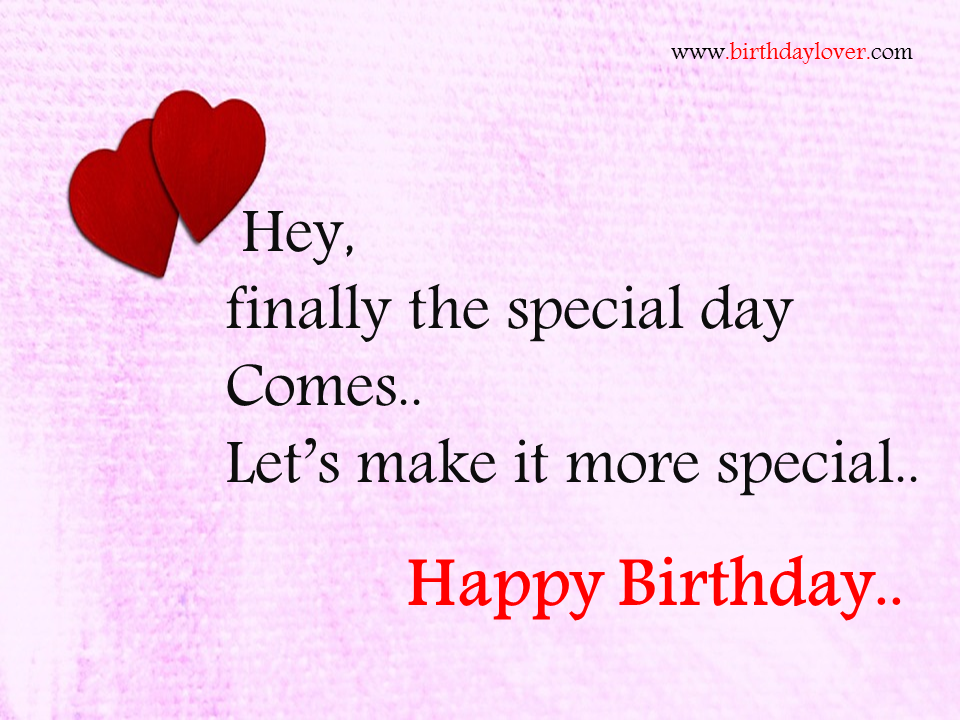 www.birthdaylover.com
Hey,
finally the special day
Comes..
Let’s make it more special..
Happy Birthday..